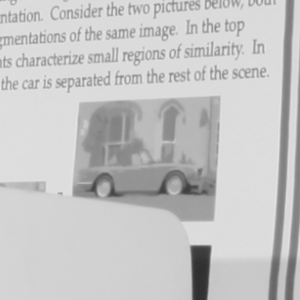 ntation. Consider the two pictures below, both
gmentations of the same image. In the top
nts characterize small regions of similarity. In
the car is separated from the rest of the scene.